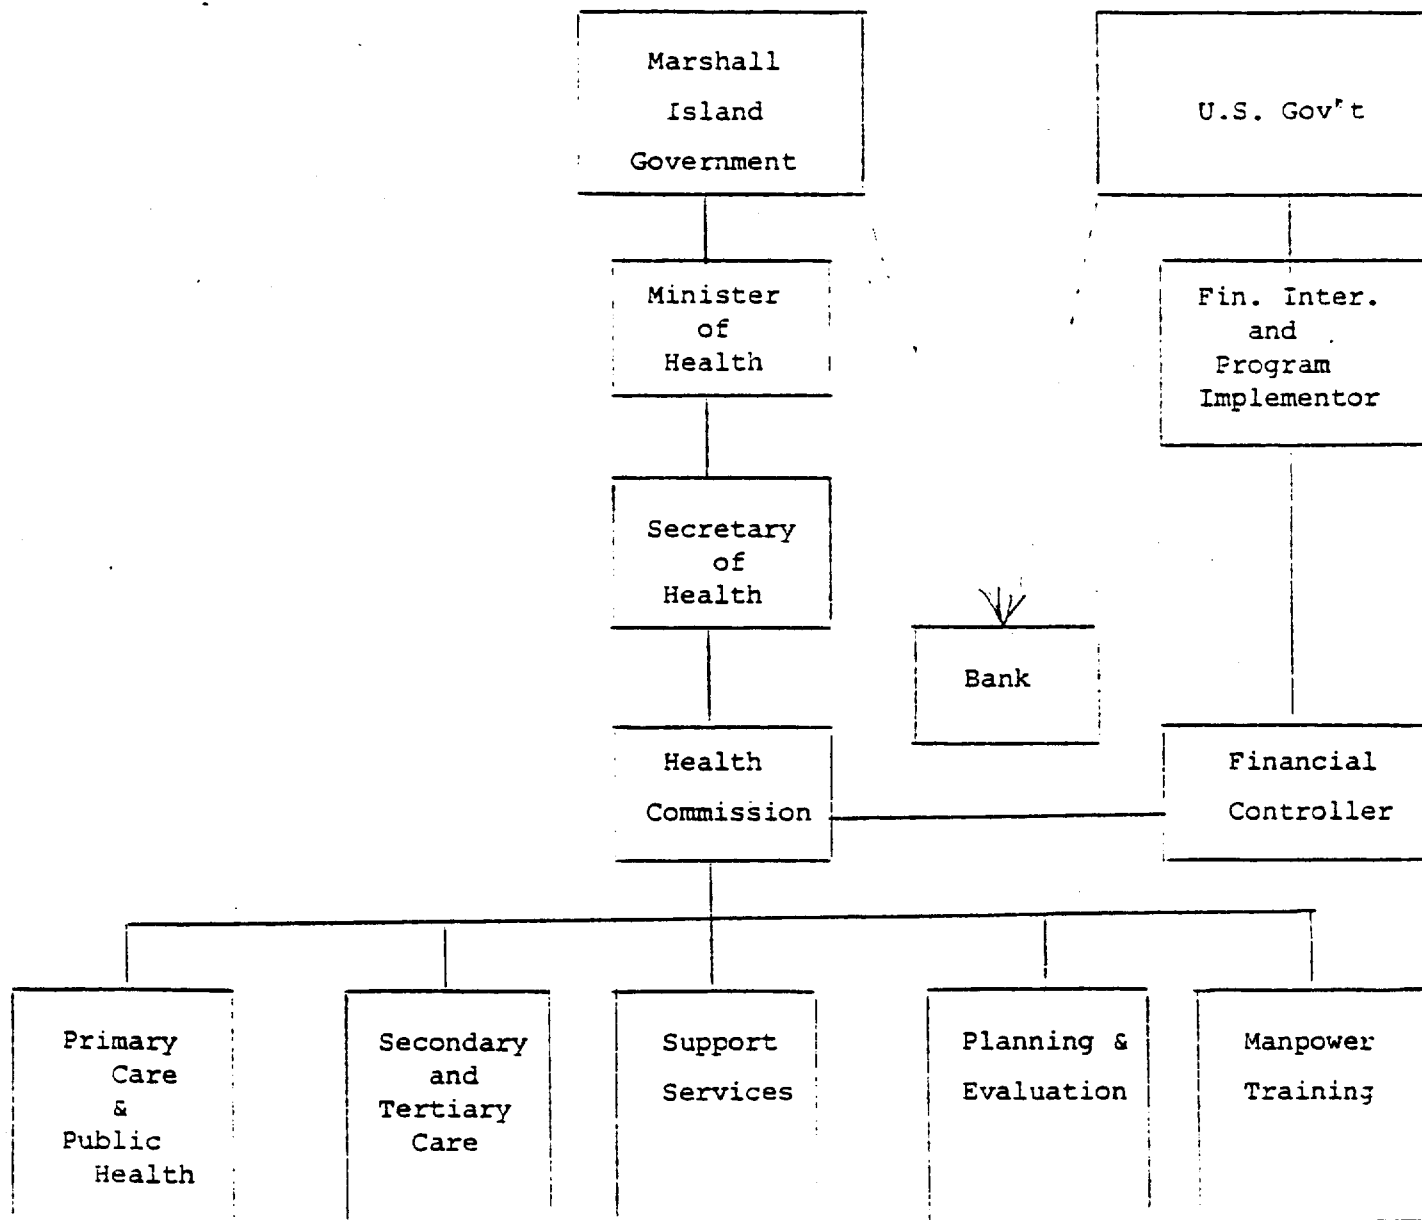 Marshall
Island
Government
U.S. Gov't
Minister
of
Health
Fin. Inter.
and
Program
Implementor
Secretary
of
Health
Bank
Health
Commission
Financial
Controller
Primary
Care
&
Public
Health
Secondary
and
Tertiary
Care
Support
Services
Planning &
Evaluation
Manpower
Training